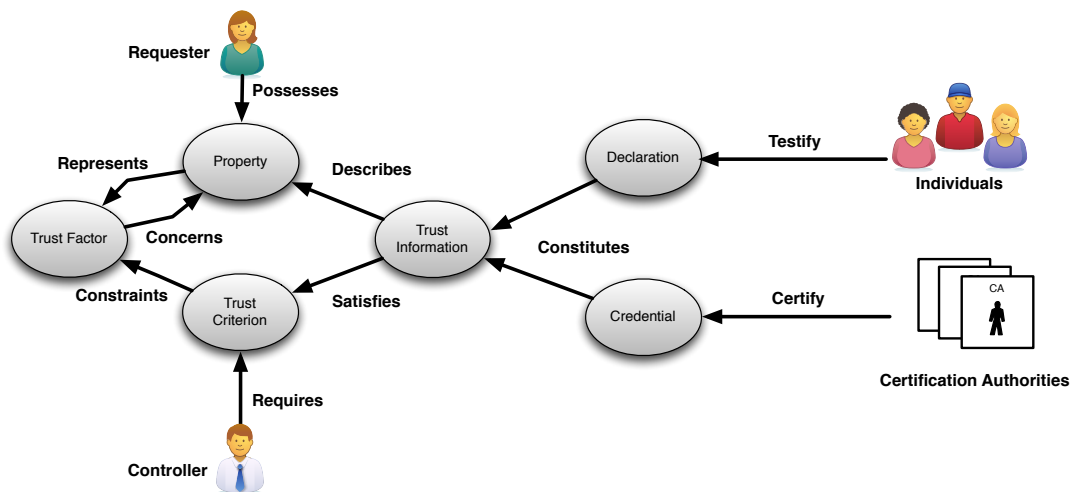 Requester
Possesses
Represents
Property
Describes
Declaration
Testify
Individuals
Trust Factor
Concerns
Trust
Information
Constitutes
Constraints
Trust
Criterion
Satisfies
Credential
Certify
CA
Certification Authorities
Requires
Controller